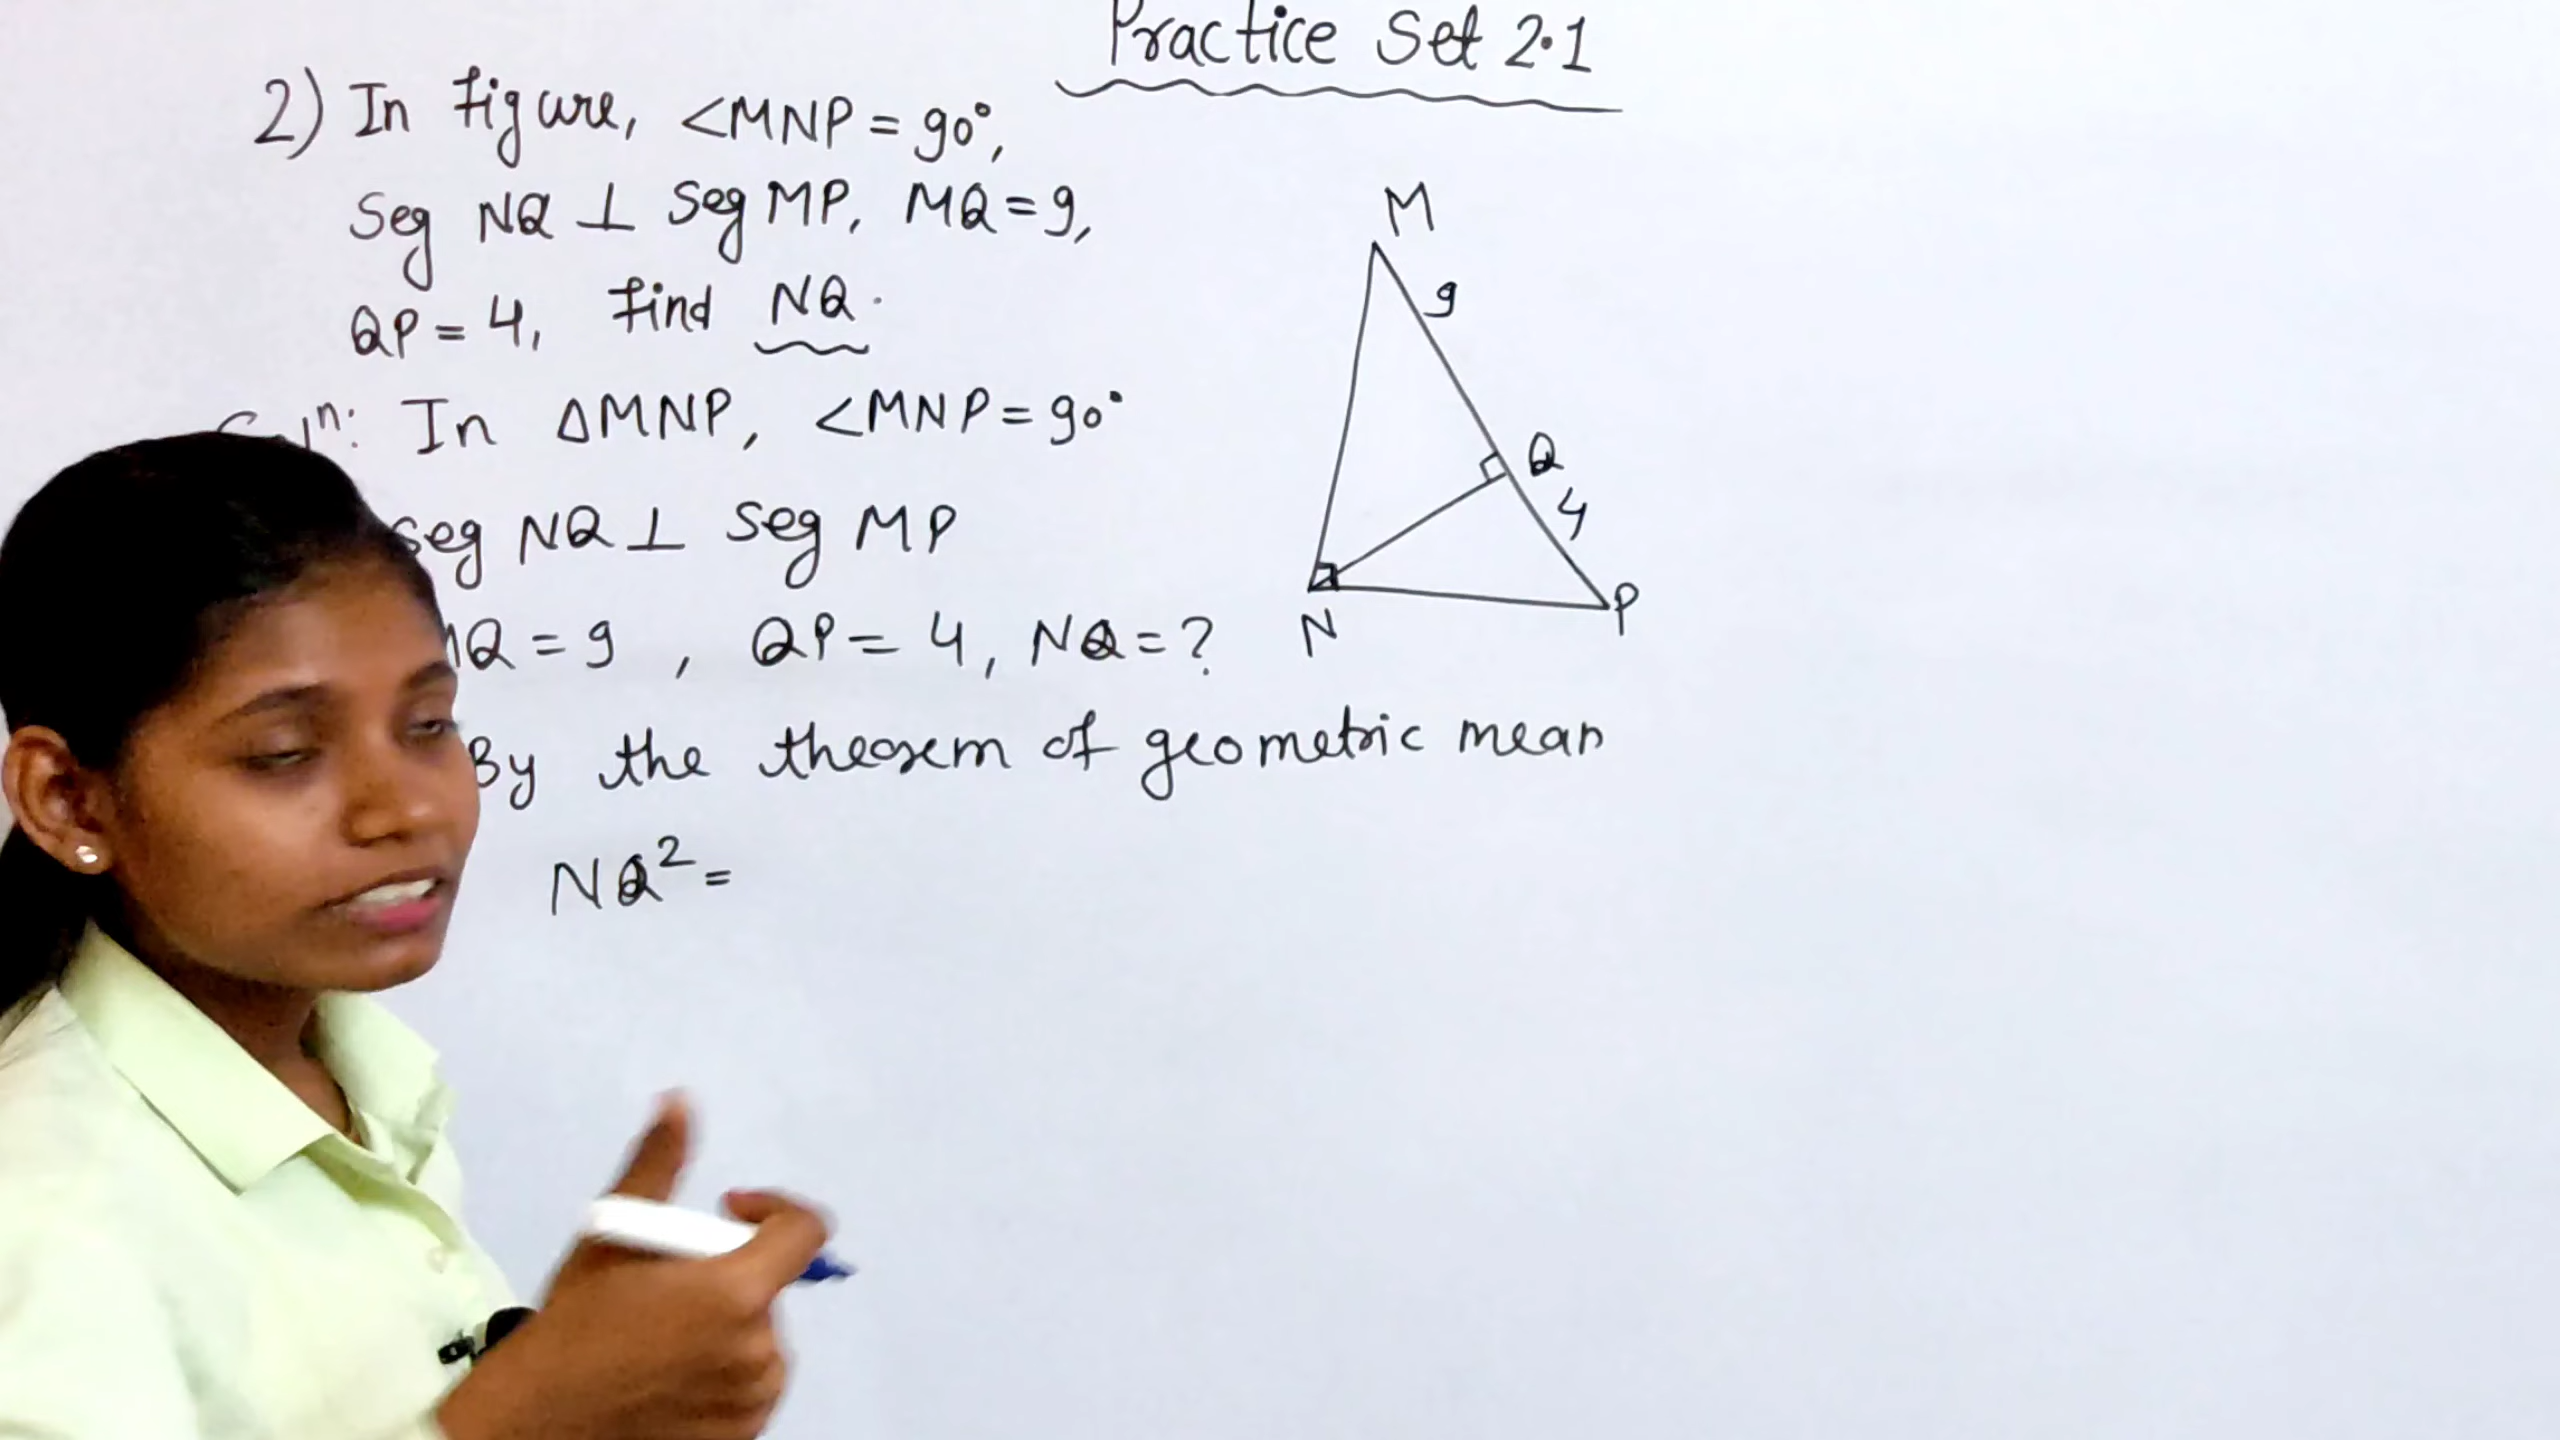 Practice Set 2.1
2) In Figure, <MNP = 90°,
Seg NQ ⊥ Seg MP, MQ = 9,
QP = 4, Find NQ.
In △MNP, <MNP = 90°
seg NQ ⊥ seg MP
MQ = 9, QP = 4, NQ = ?
By the theorem of geometric mean
NQ² =
M
9
Q
4
N
P